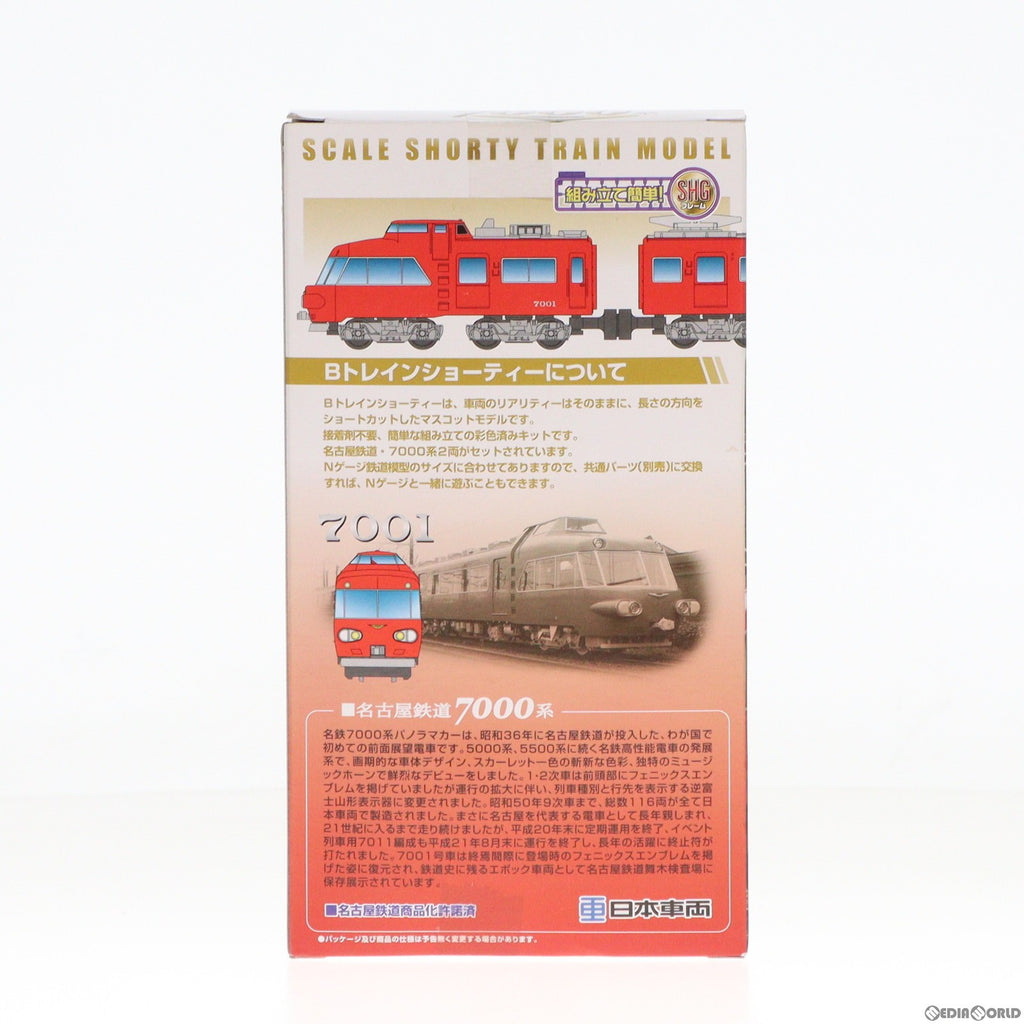 SCALE SHORTY TRAIN MODEL
組み立て簡単!
SHG
フレーム
7001
Bトレインショーティーについて
Bトレインショーティーは、車両のリアリティーはそのままに、長さの方向を
ショートカットしたマスコットモデルです。
接着剤不要、簡単な組み立ての彩色済みキットです。
名古屋鉄道・7000系2両がセットされています。
Nゲージ鉄道模型のサイズに合わせてありますので、共通パーツ(別売)に交換
すれば、Nゲージと一緒に遊ぶこともできます。
7001
■名古屋鉄道7000系
名鉄7000系パノラマカーは、昭和36年に名古屋鉄道が投入した、わが国で
初めての前面展望電車です。5000系、5500系に続く名鉄高性能電車の発展
系で、画期的な車体デザイン、スカーレット一色の斬新な色彩、独特のミュージ
ックホーンで鮮烈なデビューをしました。1・2次車は前頭部にフェニックスエン
ブレムを掲げていましたが運行の拡大に伴い、列車種別と行先を表示する逆富
士山形表示器に変更されました。昭和50年9次車まで、総数116両が全て日
本車両で製造されました。まさに名古屋を代表する電車として長年親しまれ、
21世紀に入るまで走り続けましたが、平成20年末に定期運用を終了、イベント
列車用7011編成も平成21年8月末に運行を終了し、長年の活躍に終止符が
打たれました。7001号車は終焉間際に登場時のフェニックスエンブレムを掲
げた姿に復元され、鉄道史に残るエポック車両として名古屋鉄道舞木検査場に
保存展示されています。
■名古屋鉄道商品化許諾済
日本車両
●パッケージ及び商品の仕様は予告無く変更する場合があります。
MEDIAWORLD